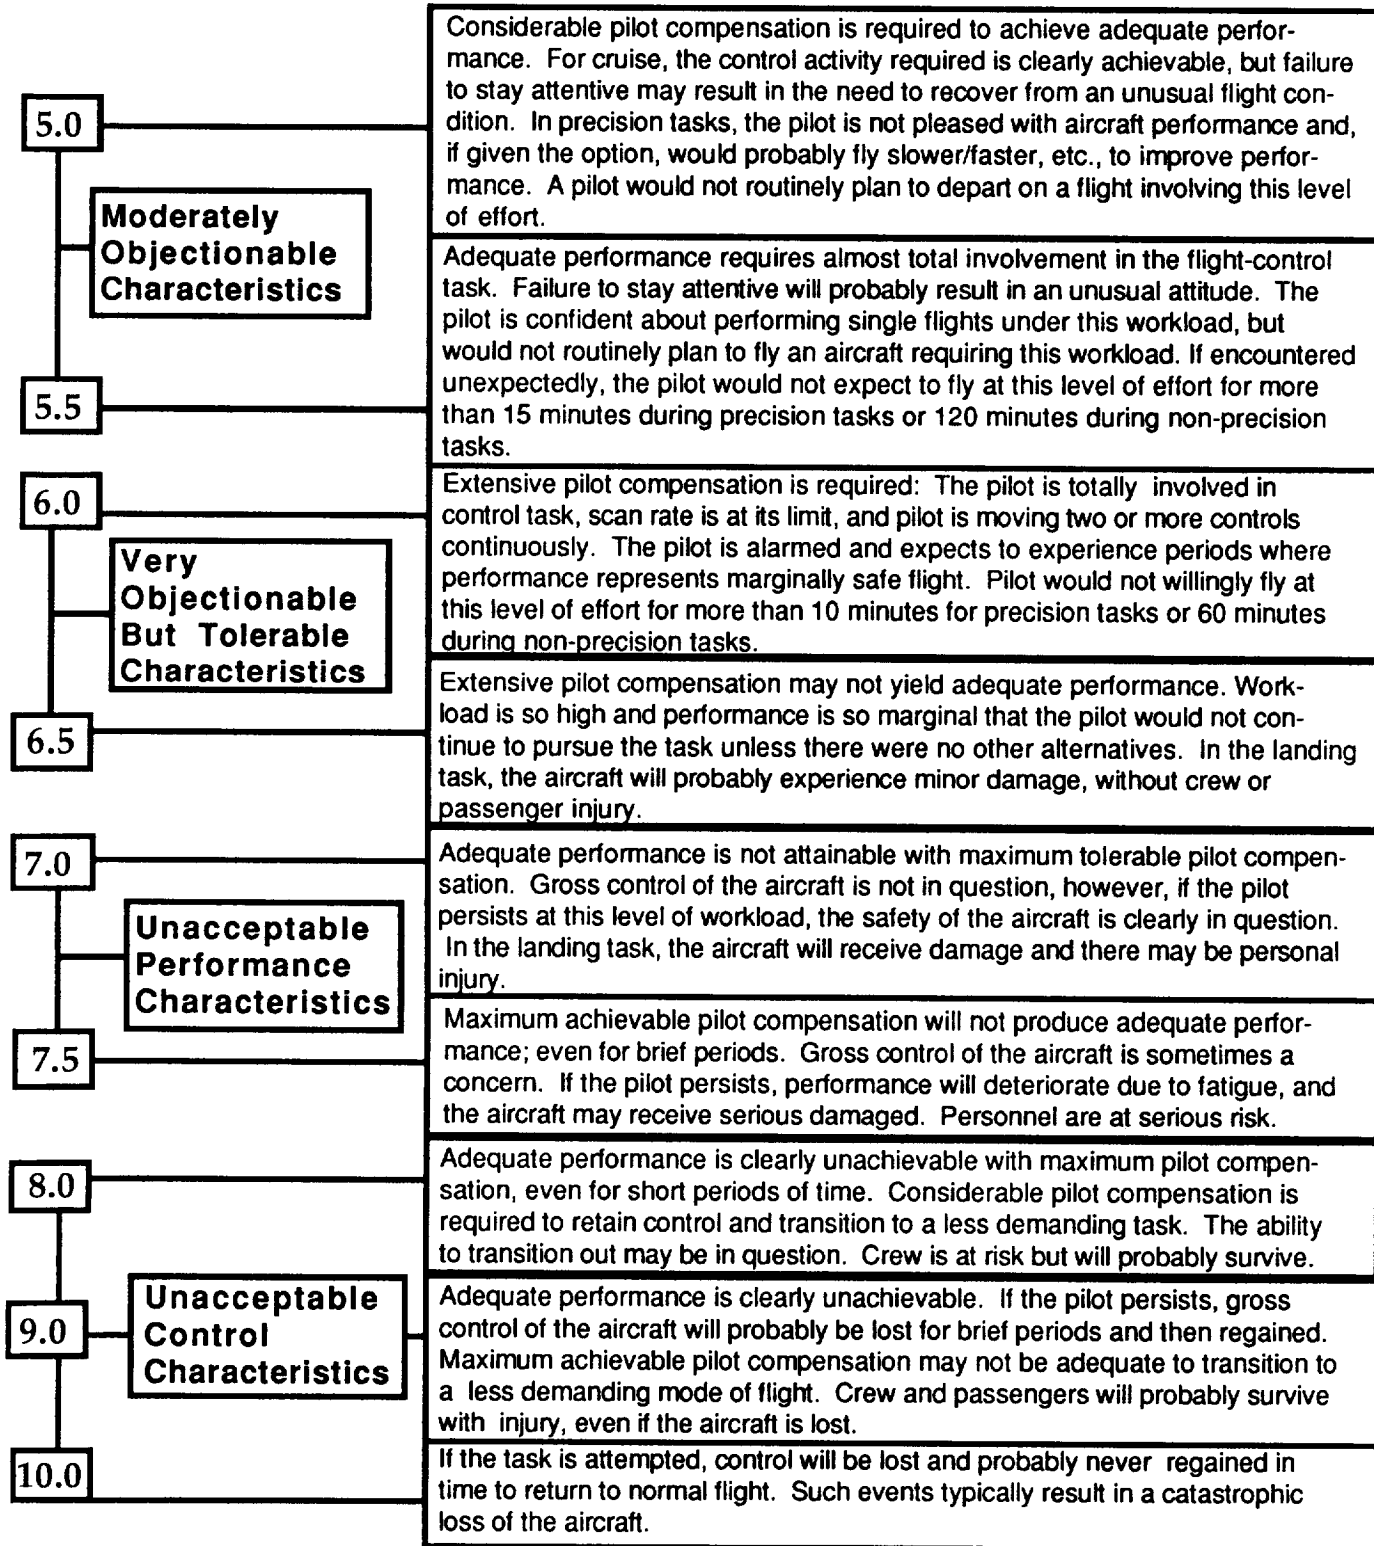 5.0
Considerable pilot compensation is required to achieve adequate perfor-
mance. For cruise, the control activity required is clearly achievable, but failure
to stay attentive may result in the need to recover from an unusual flight con-
dition. In precision tasks, the pilot is not pleased with aircraft performance and,
if given the option, would probably fly slower/faster, etc., to improve perfor-
mance. A pilot would not routinely plan to depart on a flight involving this level
of effort.
Moderately
Objectionable
Characteristics
5.5
Adequate performance requires almost total involvement in the flight-control
task. Failure to stay attentive will probably result in an unusual attitude. The
pilot is confident about performing single flights under this workload, but
would not routinely plan to fly an aircraft requiring this workload. If encountered
unexpectedly, the pilot would not expect to fly at this level of effort for more
than 15 minutes during precision tasks or 120 minutes during non-precision
tasks.
6.0
Extensive pilot compensation is required: The pilot is totally involved in
control task, scan rate is at its limit, and pilot is moving two or more controls
continuously. The pilot is alarmed and expects to experience periods where
performance represents marginally safe flight. Pilot would not willingly fly at
this level of effort for more than 10 minutes for precision tasks or 60 minutes
during non-precision tasks.
Very
Objectionable
But Tolerable
Characteristics
6.5
Extensive pilot compensation may not yield adequate performance. Work-
load is so high and performance is so marginal that the pilot would not con-
tinue to pursue the task unless there were no other alternatives. In the landing
task, the aircraft will probably experience minor damage, without crew or
passenger injury.
7.0
Adequate performance is not attainable with maximum tolerable pilot compen-
sation. Gross control of the aircraft is not in question, however, if the pilot
persists at this level of workload, the safety of the aircraft is clearly in question.
In the landing task, the aircraft will receive damage and there may be personal
injury.
Unacceptable
Performance
Characteristics
7.5
Maximum achievable pilot compensation will not produce adequate perfor-
mance; even for brief periods. Gross control of the aircraft is sometimes a
concern. If the pilot persists, performance will deteriorate due to fatigue, and
the aircraft may receive serious damaged. Personnel are at serious risk.
8.0
Adequate performance is clearly unachievable with maximum pilot compen-
sation, even for short periods of time. Considerable pilot compensation is
required to retain control and transition to a less demanding task. The ability
to transition out may be in question. Crew is at risk but will probably survive.
Unacceptable
Control
Characteristics
9.0
Adequate performance is clearly unachievable. If the pilot persists, gross
control of the aircraft will probably be lost for brief periods and then regained.
Maximum achievable pilot compensation may not be adequate to transition to
a less demanding mode of flight. Crew and passengers will probably survive
with injury, even if the aircraft is lost.
10.0
If the task is attempted, control will be lost and probably never regained in
time to return to normal flight. Such events typically result in a catastrophic
loss of the aircraft.